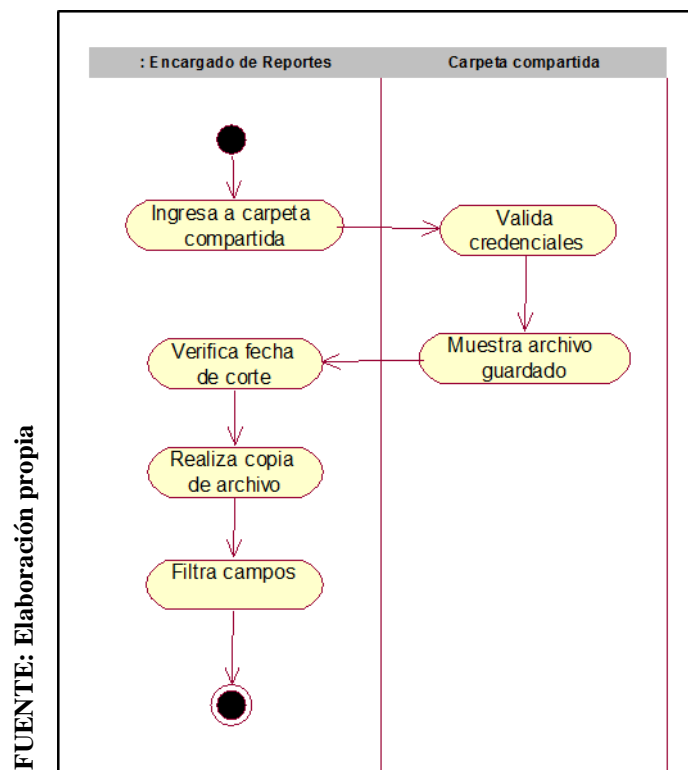 : Encargado de Reportes
Carpeta compartida
Ingresa a carpeta
compartida
Valida
credenciales
Muestra archivo
guardado
Verifica fecha
de corte
Realiza copia
de archivo
Filtra campos
FUENTE: Elaboración propia